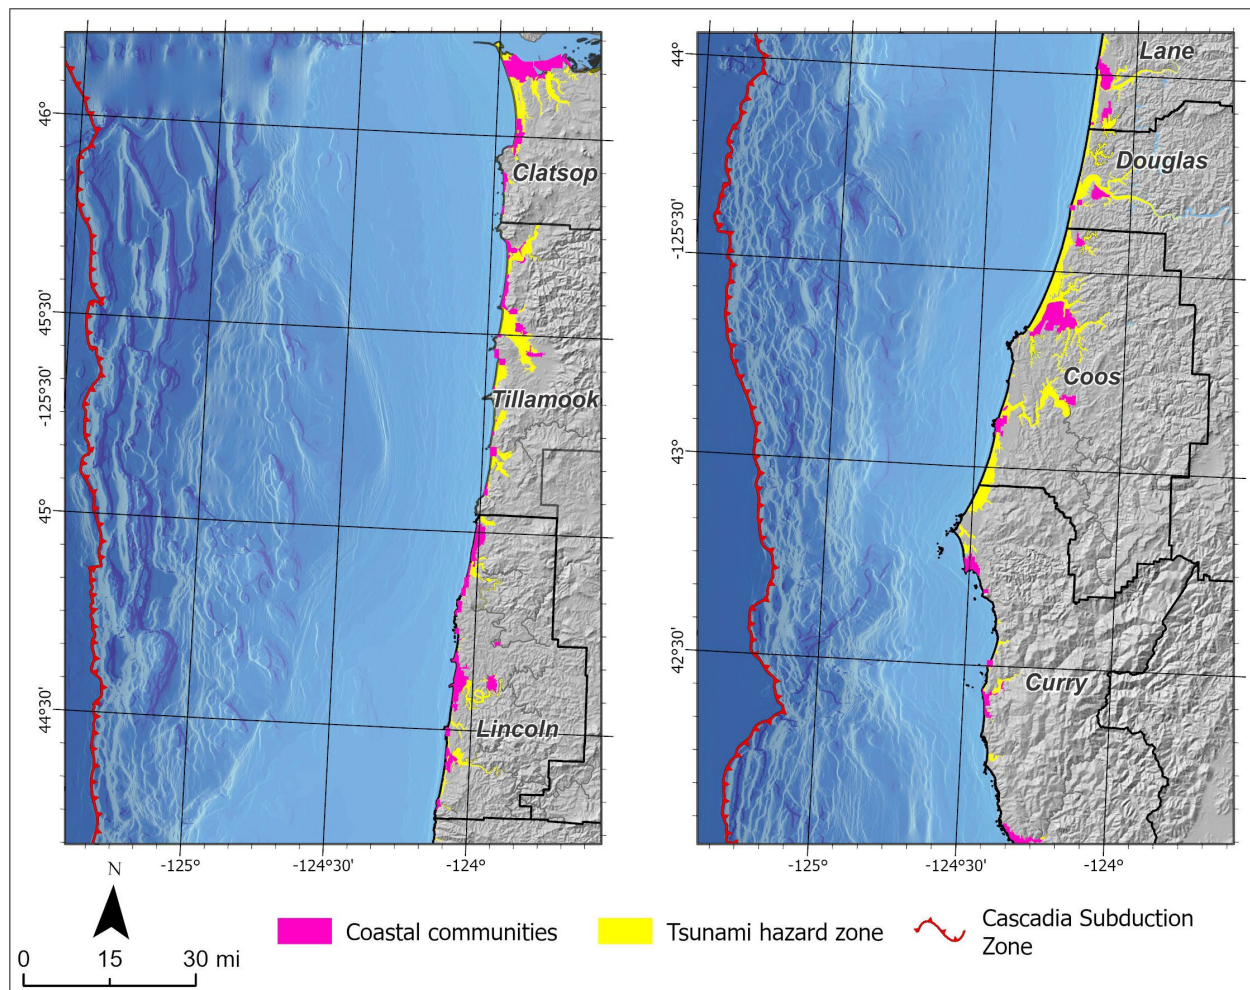 46°
45°30'
-125°30'
45°
44°30'
Clatsop
Tillamook
Lincoln
-125°
-124°30'
-124°
44°
-125°30'
43°
42°30'
Lane
Douglas
Coos
Curry
-125°
-124°30'
-124°
N
0 15 30 mi
Coastal communities
Tsunami hazard zone
Cascadia Subduction
Zone